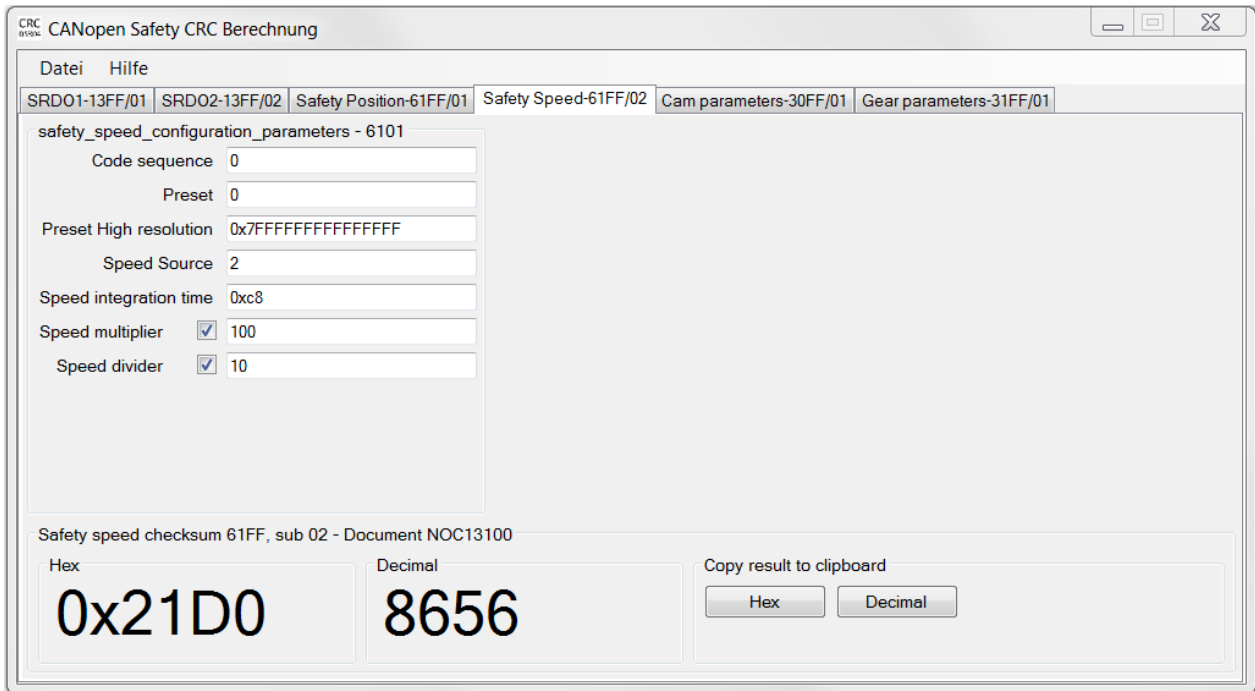 CRC DSR04 CANopen Safety CRC Berechnung
Datei Hilfe
SRDO1-13FF/01 SRDO2-13FF/02 Safety Position-61FF/01 Safety Speed-61FF/02 Cam parameters-30FF/01 Gear parameters-31FF/01
safety_speed_configuration_parameters - 6101
Code sequence 0
Preset 0
Preset High resolution 0x7FFFFFFFFFFFFFFF
Speed Source 2
Speed integration time 0xc8
Speed multiplier 100
Speed divider 10
Safety speed checksum 61FF, sub 02 - Document NOC13100
Hex Decimal Copy result to clipboard
0x21D0 8656 Hex Decimal